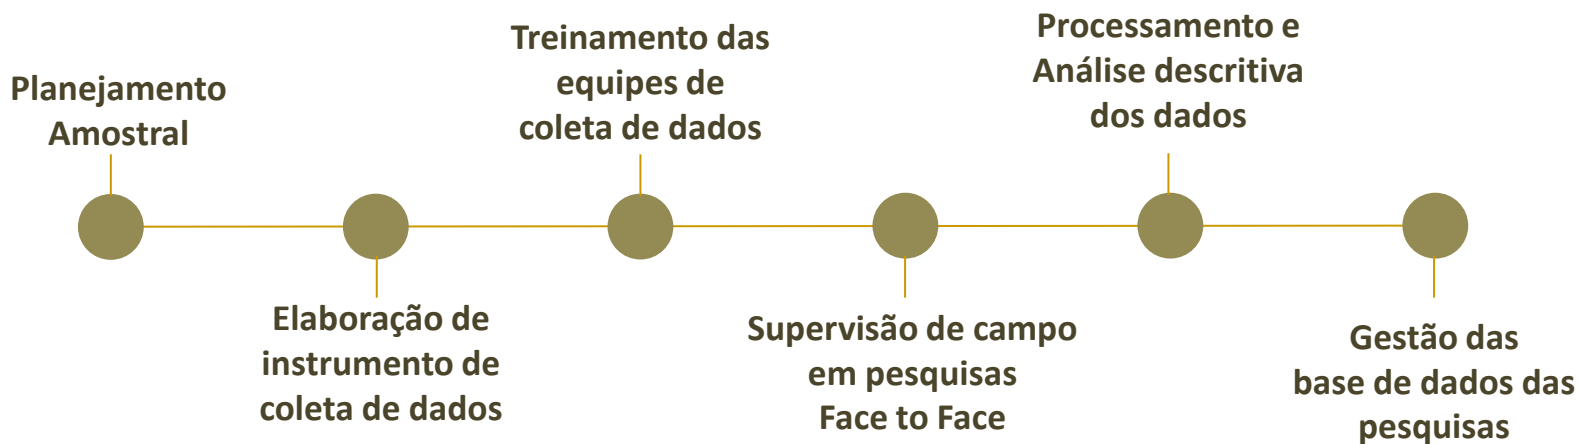 Planejamento
Amostral
Elaboração de
instrumento de
coleta de dados
Treinamento das
equipes de
coleta de dados
Supervisão de campo
em pesquisas
Face to Face
Processamento e
Análise descritiva
dos dados
Gestão das
base de dados das
pesquisas